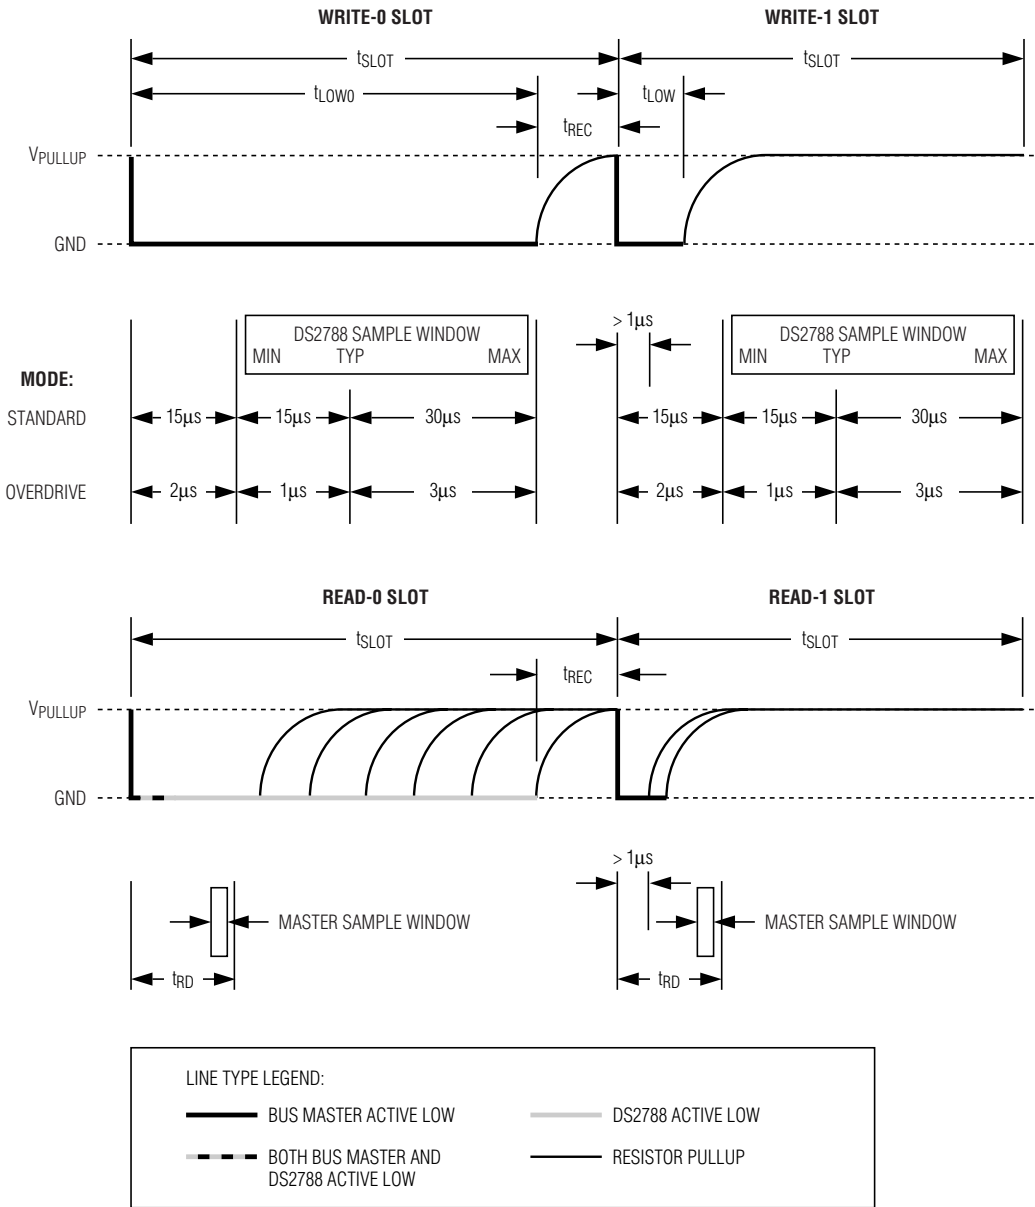 WRITE-0 SLOT WRITE-1 SLOT
tSLOT tSLOT
tLOW0 tLOW
tREC
VPULLUP
GND
> 1µs
DS2788 SAMPLE WINDOW DS2788 SAMPLE WINDOW
MIN TYP MAX MIN TYP MAX
MODE:
STANDARD 15µs 15µs 30µs 15µs 15µs 30µs
OVERDRIVE 2µs 1µs 3µs 2µs 1µs 3µs
READ-0 SLOT READ-1 SLOT
tSLOT tSLOT
tREC
VPULLUP
GND
> 1µs
MASTER SAMPLE WINDOW MASTER SAMPLE WINDOW
tRD tRD
LINE TYPE LEGEND:
BUS MASTER ACTIVE LOW DS2788 ACTIVE LOW
BOTH BUS MASTER AND RESISTOR PULLUP
DS2788 ACTIVE LOW